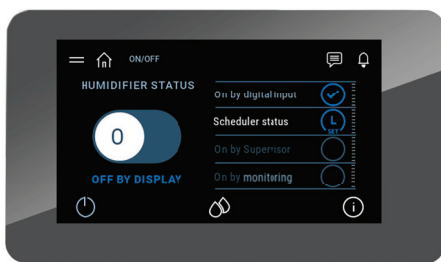 ON/OFF
HUMIDIFIER STATUS
0
OFF BY DISPLAY
On by digital input
Scheduler status
L
SET
On by Supervisor
On by monitoring
i